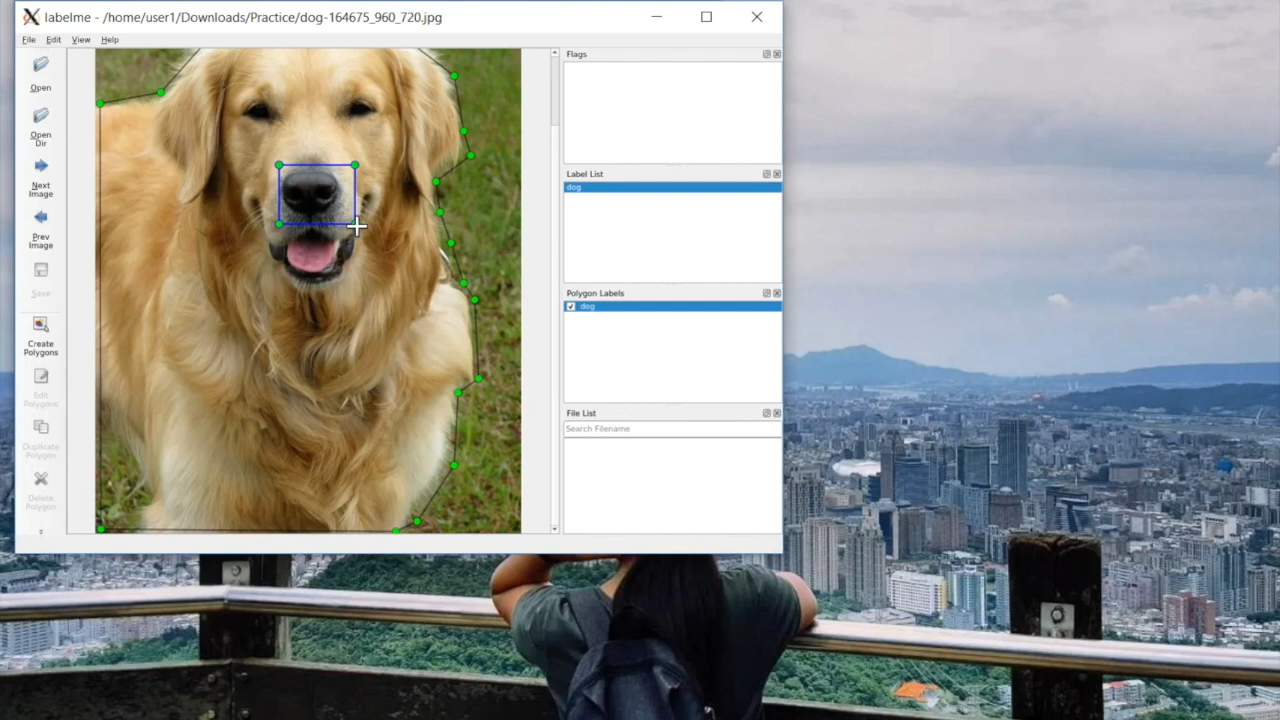 labelme - /home/user1/Downloads/Practice/dog-164675_960_720.jpg
File Edit View Help
Open
Open
Dir
Next
Image
Prev
Image
Save
Create
Polygons
Edit
Polygons
Duplicate
Polygon
Delete
Polygon
Flags
Label List
dog
Polygon Labels
dog
File List
Search Filename